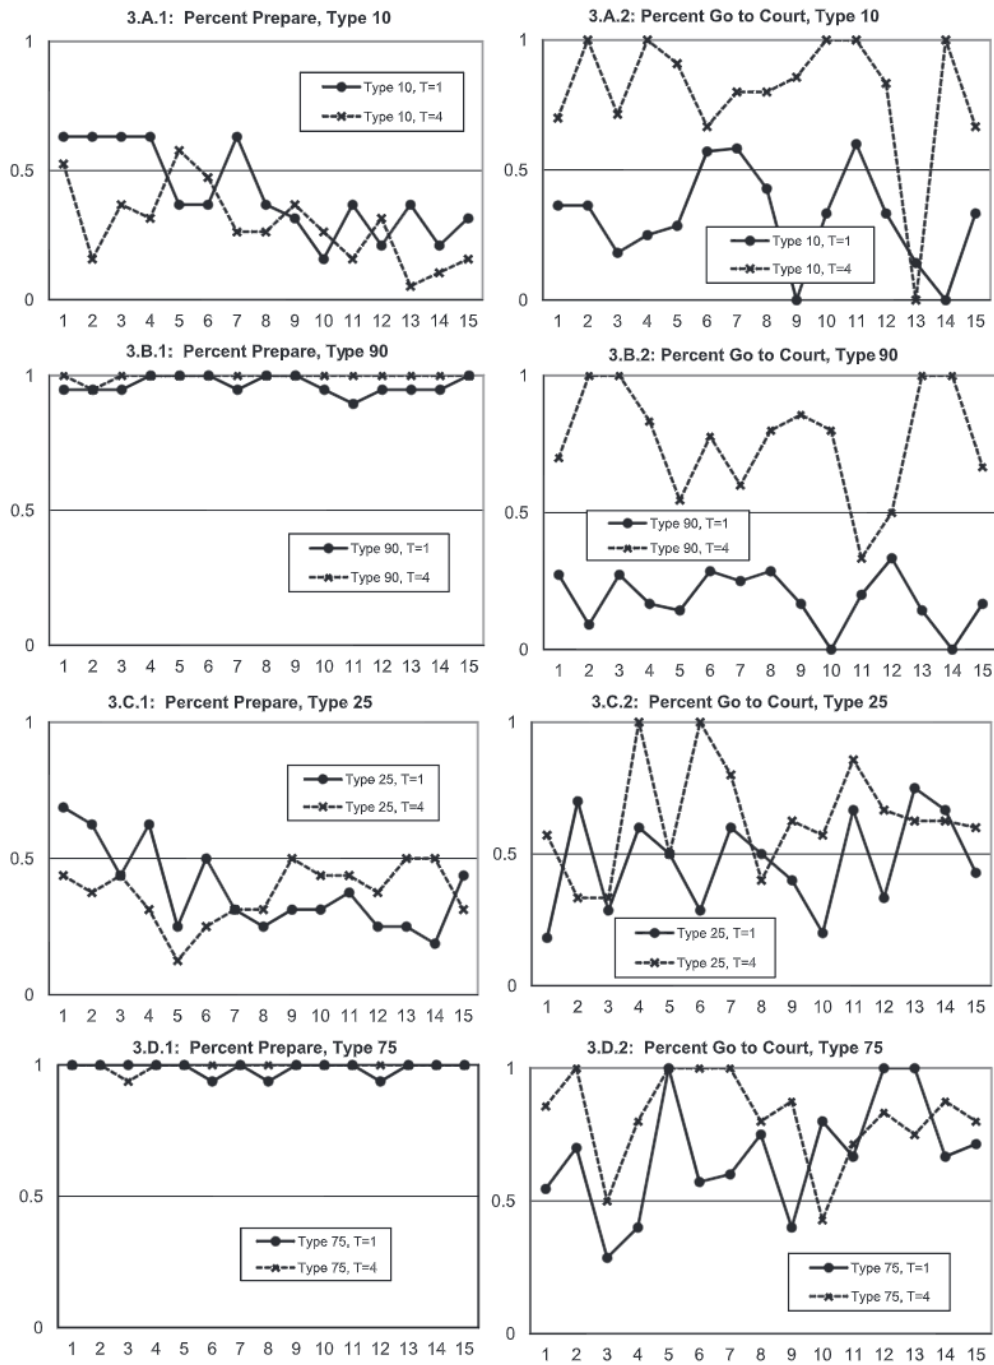 3.A.1: Percent Prepare, Type 10
1
Type 10, T=1
Type 10, T=4
0.5
0
1 2 3 4 5 6 7 8 9 10 11 12 13 14 15
3.A.2: Percent Go to Court, Type 10
1
0.5
Type 10, T=1
Type 10, T=4
0
1 2 3 4 5 6 7 8 9 10 11 12 13 14 15
3.B.1: Percent Prepare, Type 90
1
0.5
Type 90, T=1
Type 90, T=4
0
1 2 3 4 5 6 7 8 9 10 11 12 13 14 15
3.B.2: Percent Go to Court, Type 90
1
0.5
Type 90, T=1
Type 90, T=4
0
1 2 3 4 5 6 7 8 9 10 11 12 13 14 15
3.C.1: Percent Prepare, Type 25
1
Type 25, T=1
Type 25, T=4
0.5
0
1 2 3 4 5 6 7 8 9 10 11 12 13 14 15
3.C.2: Percent Go to Court, Type 25
1
0.5
Type 25, T=1
Type 25, T=4
0
1 2 3 4 5 6 7 8 9 10 11 12 13 14 15
3.D.1: Percent Prepare, Type 75
1
0.5
Type 75, T=1
Type 75, T=4
0
1 2 3 4 5 6 7 8 9 10 11 12 13 14 15
3.D.2: Percent Go to Court, Type 75
1
0.5
Type 75, T=1
Type 75, T=4
0
1 2 3 4 5 6 7 8 9 10 11 12 13 14 15